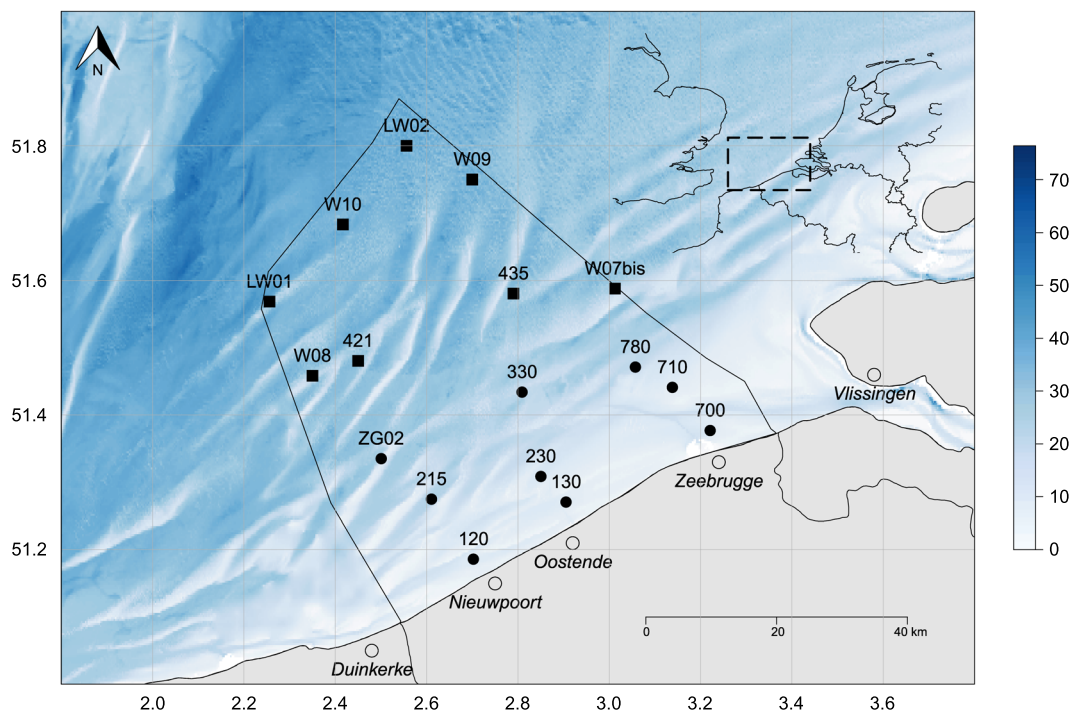 N
LW02
W09
51.8
W10
LW01
435
W07bis
51.6
W08
421
780
330
710
51.4
700
ZG02
230
215
130
Vlissingen
Zeebrugge
120
51.2
Oostende
Nieuwpoort
Duinkerke
0
20
40 km
2.0
2.2
2.4
2.6
2.8
3.0
3.2
3.4
3.6
70
60
50
40
30
20
10
0